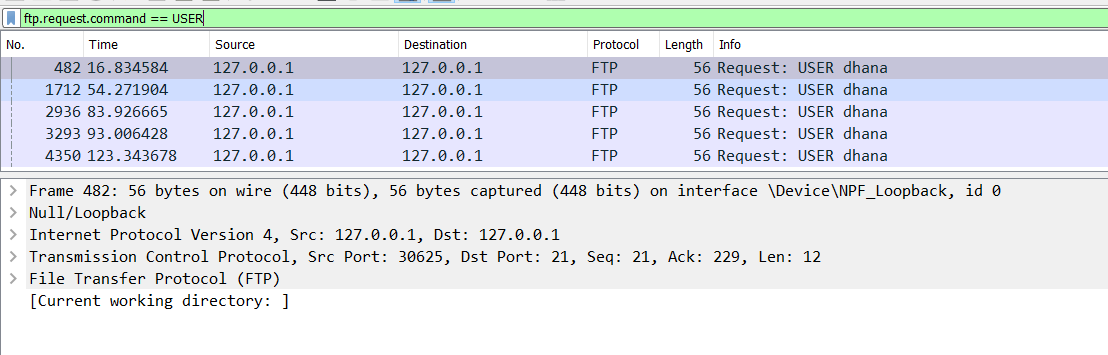 ftp.request.command == USER
No. Time Source Destination Protocol Length Info
482 16.834584 127.0.0.1 127.0.0.1 FTP 56 Request: USER dhana
1712 54.271904 127.0.0.1 127.0.0.1 FTP 56 Request: USER dhana
2936 83.926665 127.0.0.1 127.0.0.1 FTP 56 Request: USER dhana
3293 93.006428 127.0.0.1 127.0.0.1 FTP 56 Request: USER dhana
4350 123.343678 127.0.0.1 127.0.0.1 FTP 56 Request: USER dhana
Frame 482: 56 bytes on wire (448 bits), 56 bytes captured (448 bits) on interface \Device\NPF_Loopback, id 0
Null/Loopback
Internet Protocol Version 4, Src: 127.0.0.1, Dst: 127.0.0.1
Transmission Control Protocol, Src Port: 30625, Dst Port: 21, Seq: 21, Ack: 229, Len: 12
File Transfer Protocol (FTP)
[Current working directory: ]